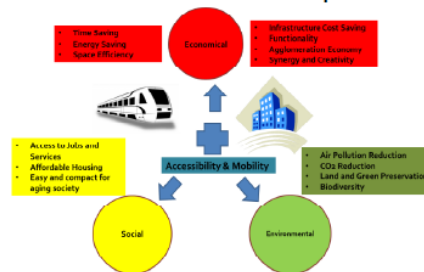 Time Saving
Energy Saving
Space Efficiency
Economical
Infrastructure Cost Saving
Functionality
Agglomeration Economy
Synergy and Creativity
Access to Jobs and
Services
Affordable Housing
Easy and compact for
aging society
Accessibility & Mobility
Air Pollution Reduction
CO2 Reduction
Land and Green Preservation
Biodiversity
Social
Environmental